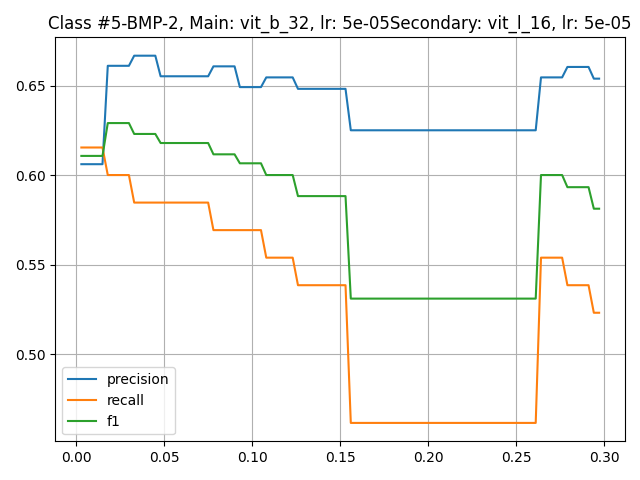 Class #5-BMP-2, Main: vit_b_32, lr: 5e-05Secondary: vit_l_16, lr: 5e-05
0.65
0.60
0.55
0.50
precision
recall
f1
0.00 0.05 0.10 0.15 0.20 0.25 0.30